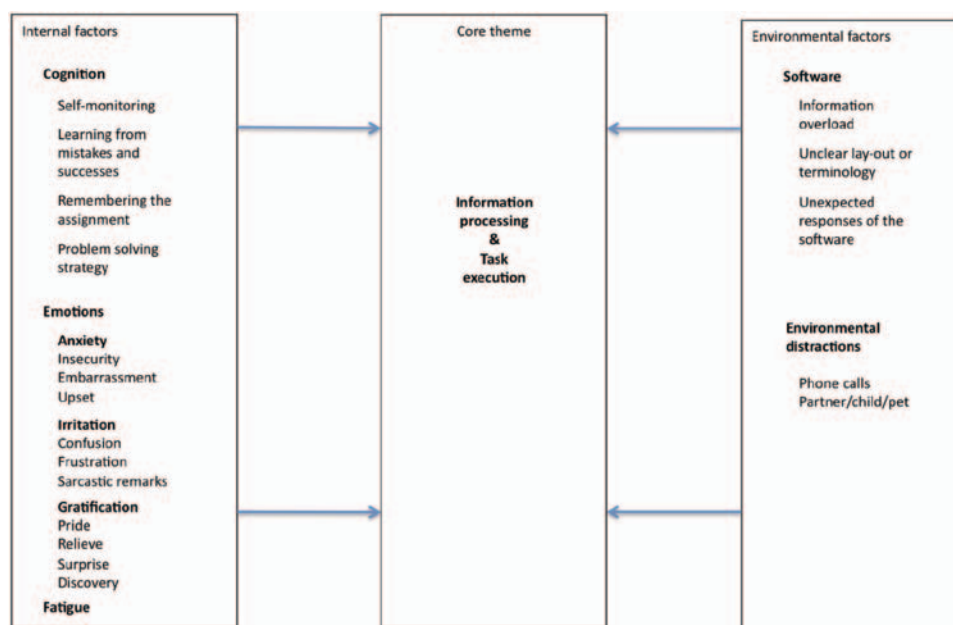 Internal factors
Cognition
Self-monitoring
Learning from
mistakes and
successes
Remembering the
assignment
Problem solving
strategy
Emotions
Anxiety
Insecurity
Embarrassment
Upset
Irritation
Confusion
Frustration
Sarcastic remarks
Gratification
Pride
Relieve
Surprise
Discovery
Fatigue
Core theme
Information
processing
&
Task
execution
Environmental factors
Software
Information
overload
Unclear lay-out or
terminology
Unexpected
responses of the
software
Environmental
distractions
Phone calls
Partner/child/pet